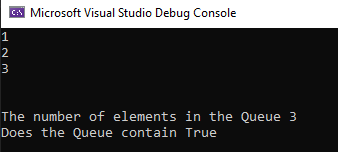 Microsoft Visual Studio Debug Console
1
2
3
The number of elements in the Queue 3
Does the Queue contain True